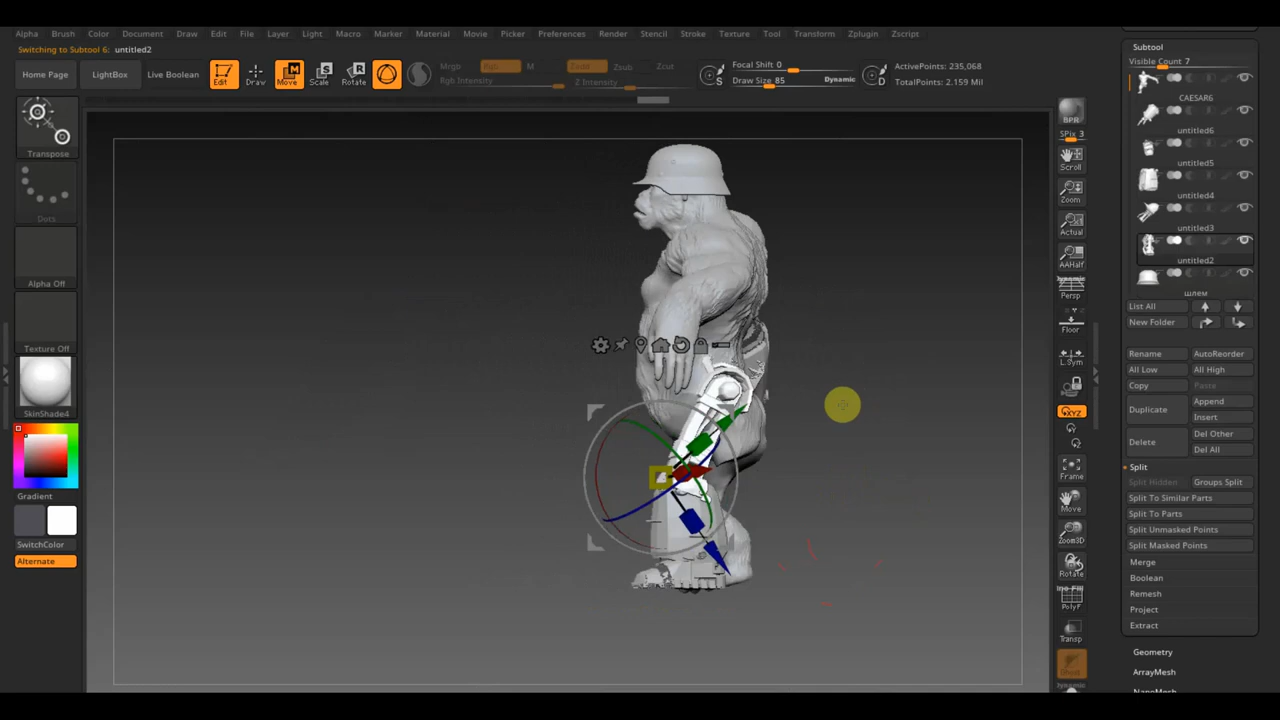 Alpha Brush Color Document Draw Edit File Layer Light Macro Marker Material Movie Picker Preferences Render Stencil Stroke Texture Tool Transform Zplugin Zscript
Switching to Subtool 6: untitled2
Home Page
LightBox
Live Boolean
Edit
Draw
Move
Scale
Rotate
Mrgb
Rgb
M
Rgb Intensity
Zadd
Zsub
Zcut
Z Intensity
S
Focal Shift 0
Draw Size 85
Dynamic
D
ActivePoints: 235,068
TotalPoints: 2.159 Mil
Transpose
Dots
Alpha Off
Texture Off
SkinShade4
Gradient
SwitchColor
Alternate
BPR
SPix 3
Scroll
Zoom
Actual
AAHalf
Dynamic
Persp
Floor
L.Sym
XYZ
Y
Z
Frame
Move
Zoom3D
Rotate
PolyF
Transp
Dynamic
Subtool
Visible Count 7
CAESAR6
untitled6
untitled5
untitled4
untitled3
untitled2
шлем
List All
New Folder
Rename
AutoReorder
All Low
All High
Copy
Paste
Duplicate
Append
Insert
Delete
Del Other
Del All
Split
Split Hidden
Groups Split
Split To Similar Parts
Split To Parts
Split Unmasked Points
Split Masked Points
Merge
Boolean
Remesh
Project
Extract
Geometry
ArrayMesh
NanoMesh